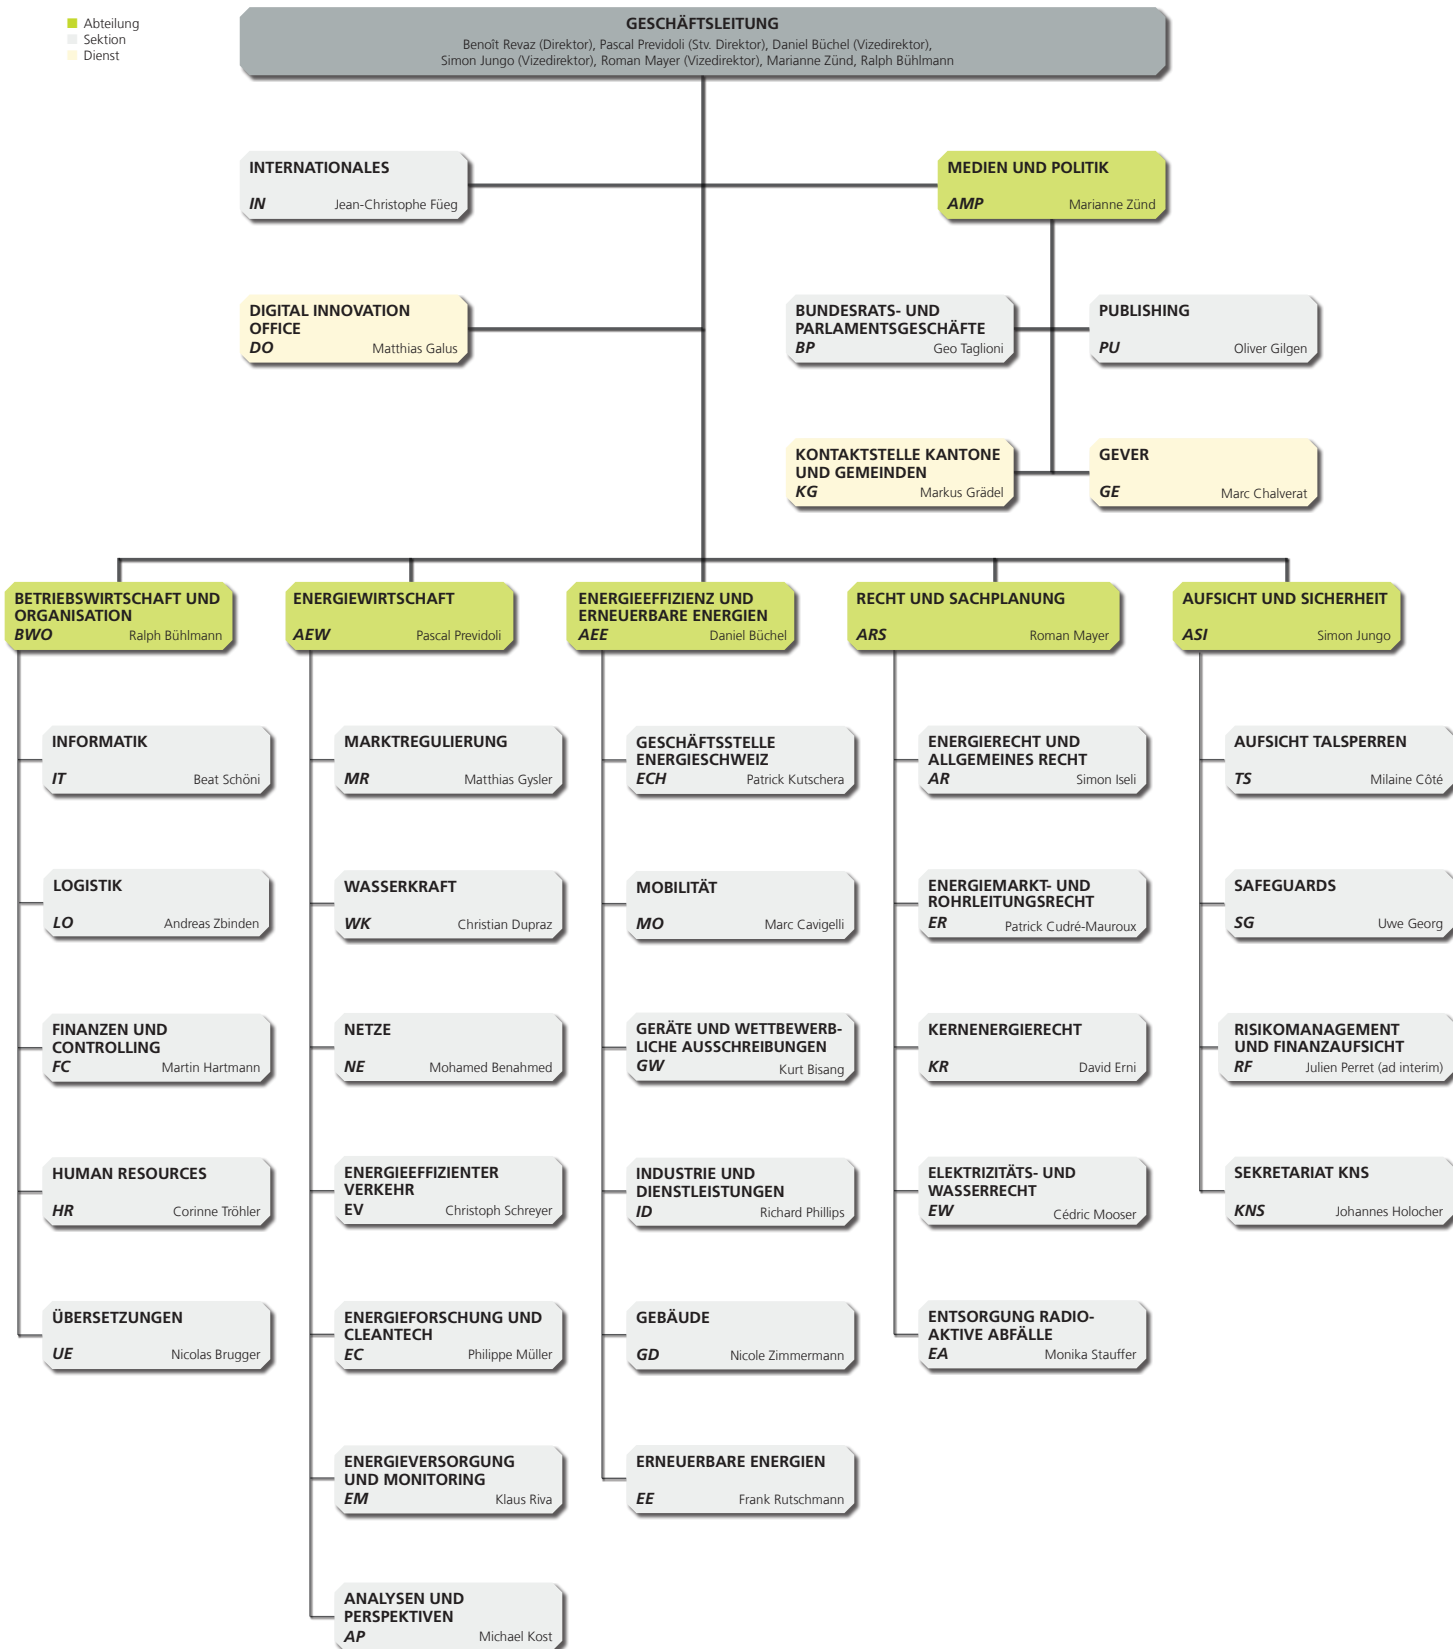 Abteilung
Sektion
Dienst
GESCHÄFTSLEITUNG
Benoît Revaz (Direktor), Pascal Previdoli (Stv. Direktor), Daniel Büchel (Vizedirektor),
Simon Jungo (Vizedirektor), Roman Mayer (Vizedirektor), Marianne Zünd, Ralph Bühlmann
INTERNATIONALES
IN Jean-Christophe Füeg
MEDIEN UND POLITIK
AMP Marianne Zünd
DIGITAL INNOVATION
OFFICE
DO Matthias Galus
BUNDESRATS- UND
PARLAMENTSGESCHÄFTE
BP Geo Taglioni
PUBLISHING
PU Oliver Gilgen
KONTAKTSTELLE KANTONE
UND GEMEINDEN
KG Markus Grädel
GEVER
GE Marc Chalverat
BETRIEBSWIRTSCHAFT UND
ORGANISATION
BWO Ralph Bühlmann
INFORMATIK
IT Beat Schöni
LOGISTIK
LO Andreas Zbinden
FINANZEN UND
CONTROLLING
FC Martin Hartmann
HUMAN RESOURCES
HR Corinne Tröhler
ÜBERSETZUNGEN
UE Nicolas Brugger
ENERGIEWIRTSCHAFT
AEW Pascal Previdoli
MARKTREGULIERUNG
MR Matthias Gysler
WASSERKRAFT
WK Christian Dupraz
NETZE
NE Mohamed Benahmed
ENERGIEEFFIZIENTER
VERKEHR
EV Christoph Schreyer
ENERGIEFORSCHUNG UND
CLEANTECH
EC Philippe Müller
ENERGIEVERSORGUNG
UND MONITORING
EM Klaus Riva
ANALYSEN UND
PERSPEKTIVEN
AP Michael Kost
ENERGIEEFFIZIENZ UND
ERNEUERBARE ENERGIEN
AEE Daniel Büchel
GESCHÄFTSSTELLE
ENERGIESCHWEIZ
ECH Patrick Kutschera
MOBILITÄT
MO Marc Cavigelli
GERÄTE UND WETTBEWERB-
LICHE AUSSCHREIBUNGEN
GW Kurt Bisang
INDUSTRIE UND
DIENSTLEISTUNGEN
ID Richard Phillips
GEBÄUDE
GD Nicole Zimmermann
ERNEUERBARE ENERGIEN
EE Frank Rutschmann
RECHT UND SACHPLANUNG
ARS Roman Mayer
ENERGIERECHT UND
ALLGEMEINES RECHT
AR Simon Iseli
ENERGIEMARKT- UND
ROHRLEITUNGSRECHT
ER Patrick Cudré-Mauroux
KERNENERGIERECHT
KR David Erni
ELEKTRIZITÄTS- UND
WASSERRECHT
EW Cédric Mooser
ENTSORGUNG RADIO-
AKTIVE ABFÄLLE
EA Monika Stauffer
AUFSICHT UND SICHERHEIT
ASI Simon Jungo
AUFSICHT TALSPERREN
TS Milaine Côté
SAFEGUARDS
SG Uwe Georg
RISIKOMANAGEMENT
UND FINANZAUFSICHT
RF Julien Perret (ad interim)
SEKRETARIAT KNS
KNS Johannes Holocher